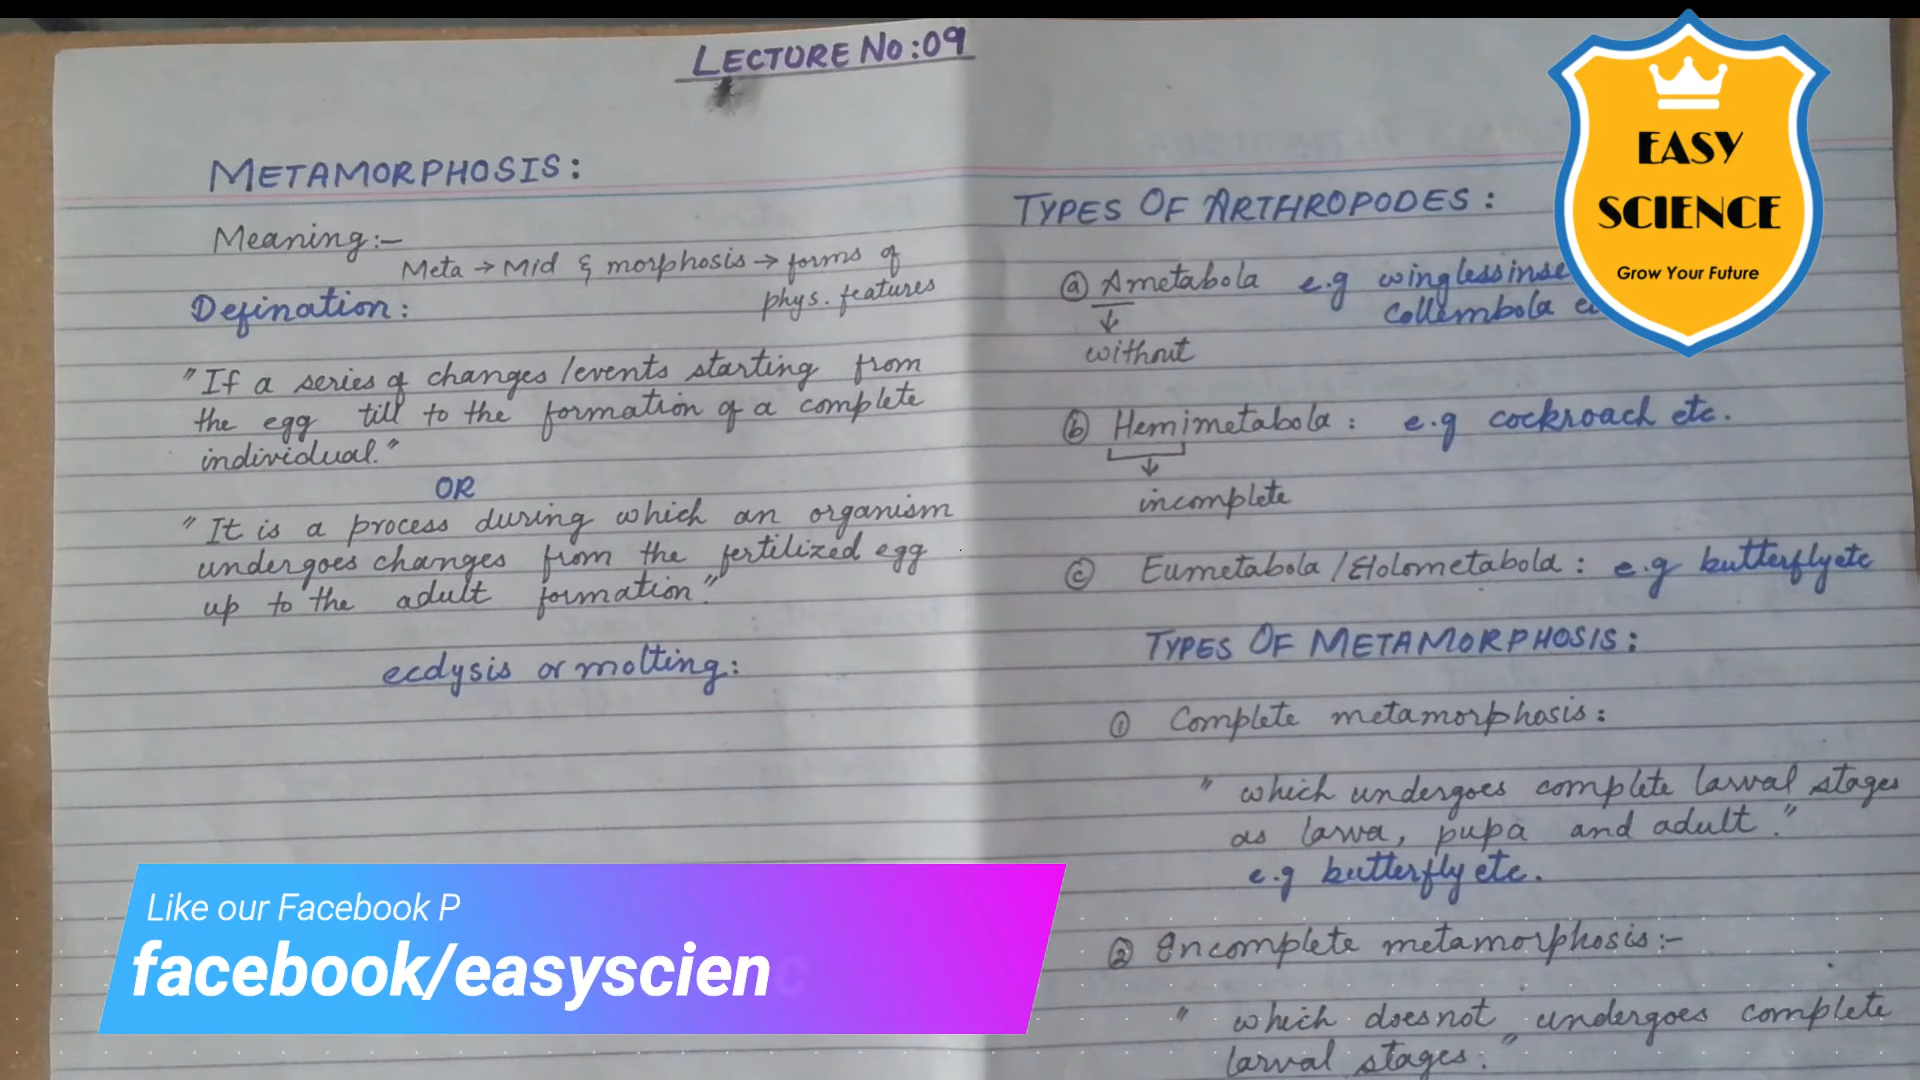 LECTURE No:09
METAMORPHOSIS:
Meaning:-
Meta → Mid & morphosis → forms of
phys. features
Defination:
"If a series of changes/events starting from
the egg till to the formation of a complete
individual."
OR
"It is a process during which an organism
undergoes changes from the fertilized egg
up to the adult formation."
ecdysis or molting:
TYPES OF ARTHROPODES:
(a) Ametabola e.g wingless inse
Collembola
without
(b) Hemimetabola: e.g cockroach etc.
incomplete
(c) Eumetabola/Holometabola: e.g butterfly etc
TYPES OF METAMORPHOSIS:
(1) Complete metamorphosis:
"which undergoes complete larval stages
as larva, pupa and adult."
e.g butterfly etc.
(2) Incomplete metamorphosis:-
"which does not undergoes complete
larval stages."
EASY
SCIENCE
Grow Your Future
Like our Facebook P
facebook/easyscienc